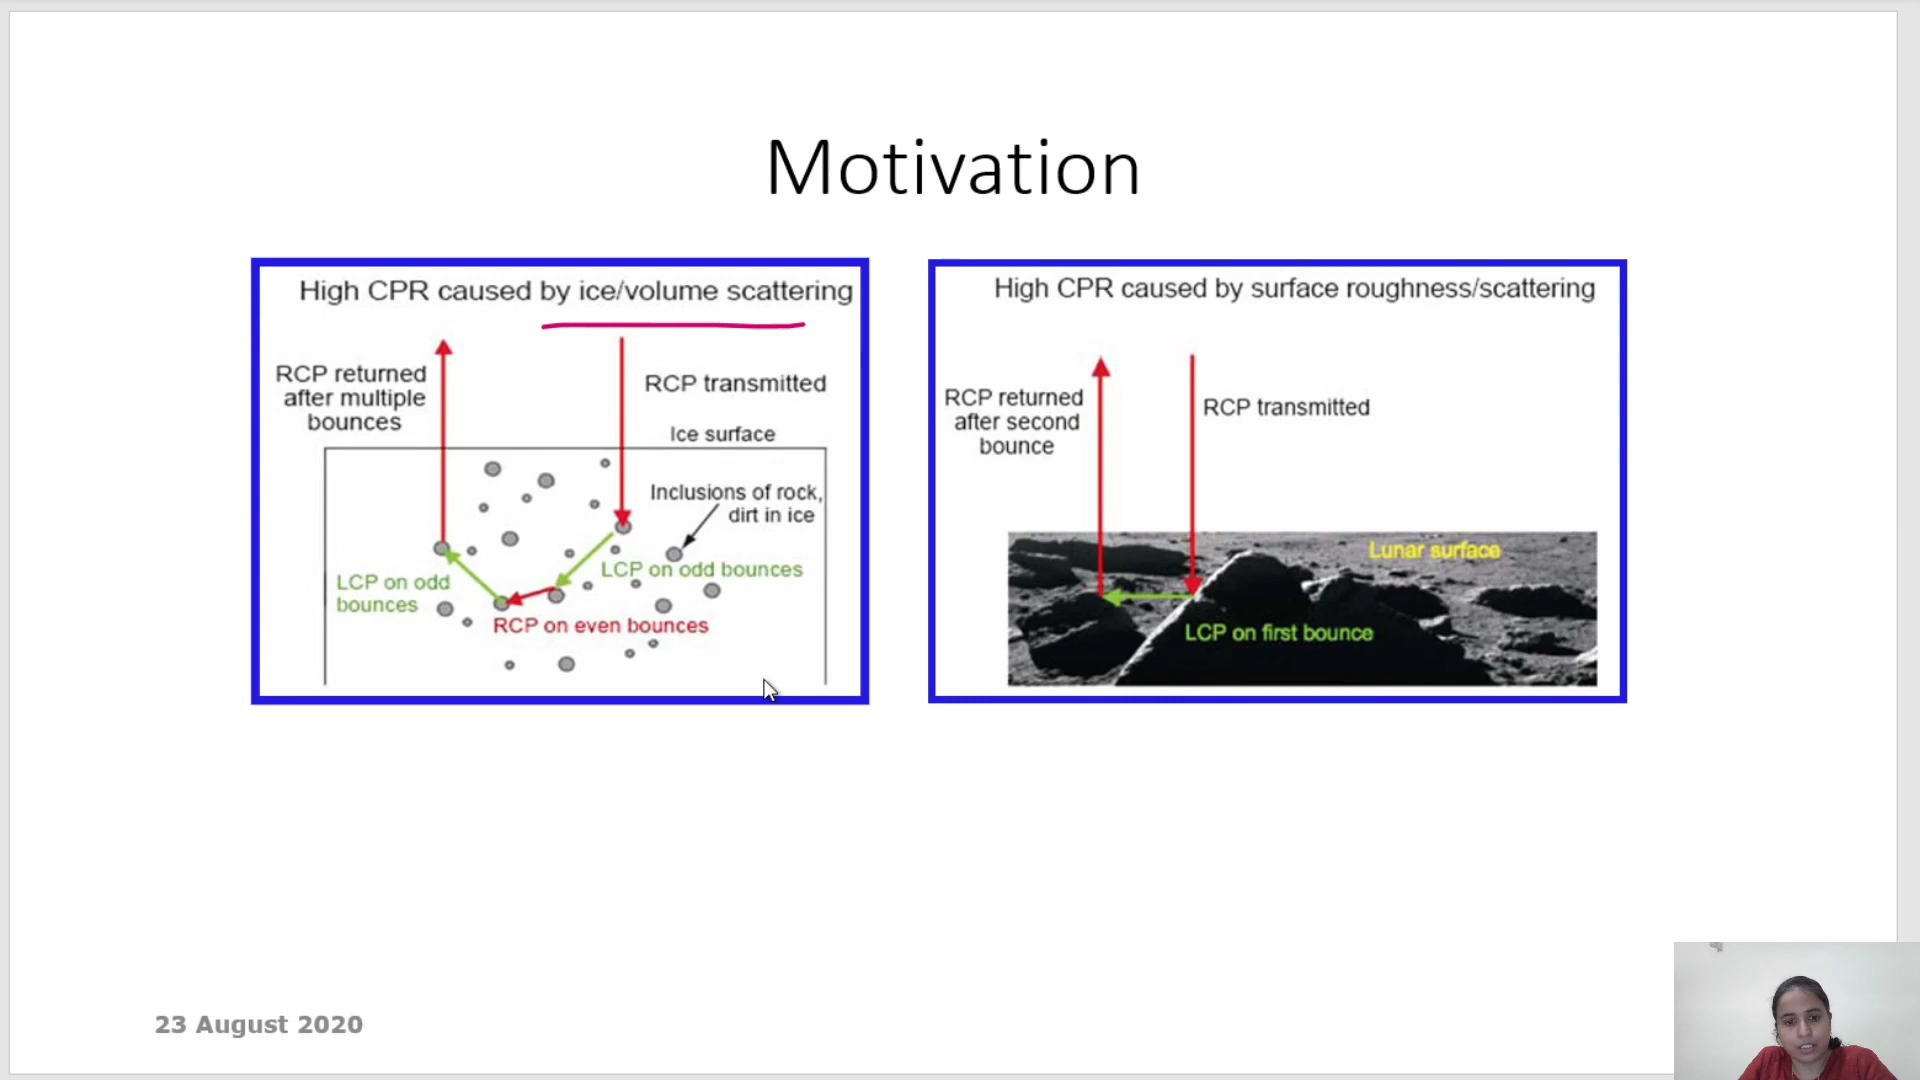 Motivation
High CPR caused by ice/volume scattering
RCP returned
after multiple
bounces
RCP transmitted
Ice surface
Inclusions of rock,
dirt in ice
LCP on odd bounces
LCP on odd
bounces
RCP on even bounces
High CPR caused by surface roughness/scattering
RCP returned
after second
bounce
RCP transmitted
Lunar surface
LCP on first bounce
23 August 2020